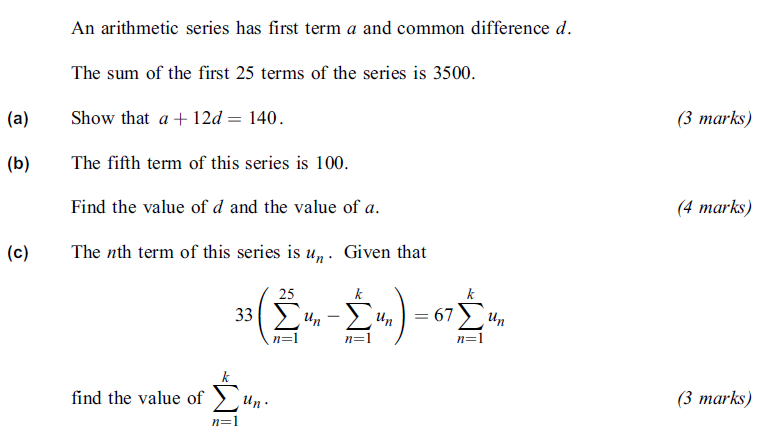 An arithmetic series has first term a and common difference d.
The sum of the first 25 terms of the series is 3500.
(a) Show that a + 12d = 140. (3 marks)
(b) The fifth term of this series is 100.
Find the value of d and the value of a. (4 marks)
(c) The nth term of this series is uₙ. Given that
33 ( ∑_{n=1}^{25} uₙ − ∑_{n=1}^{k} uₙ ) = 67 ∑_{n=1}^{k} uₙ
find the value of ∑_{n=1}^{k} uₙ. (3 marks)